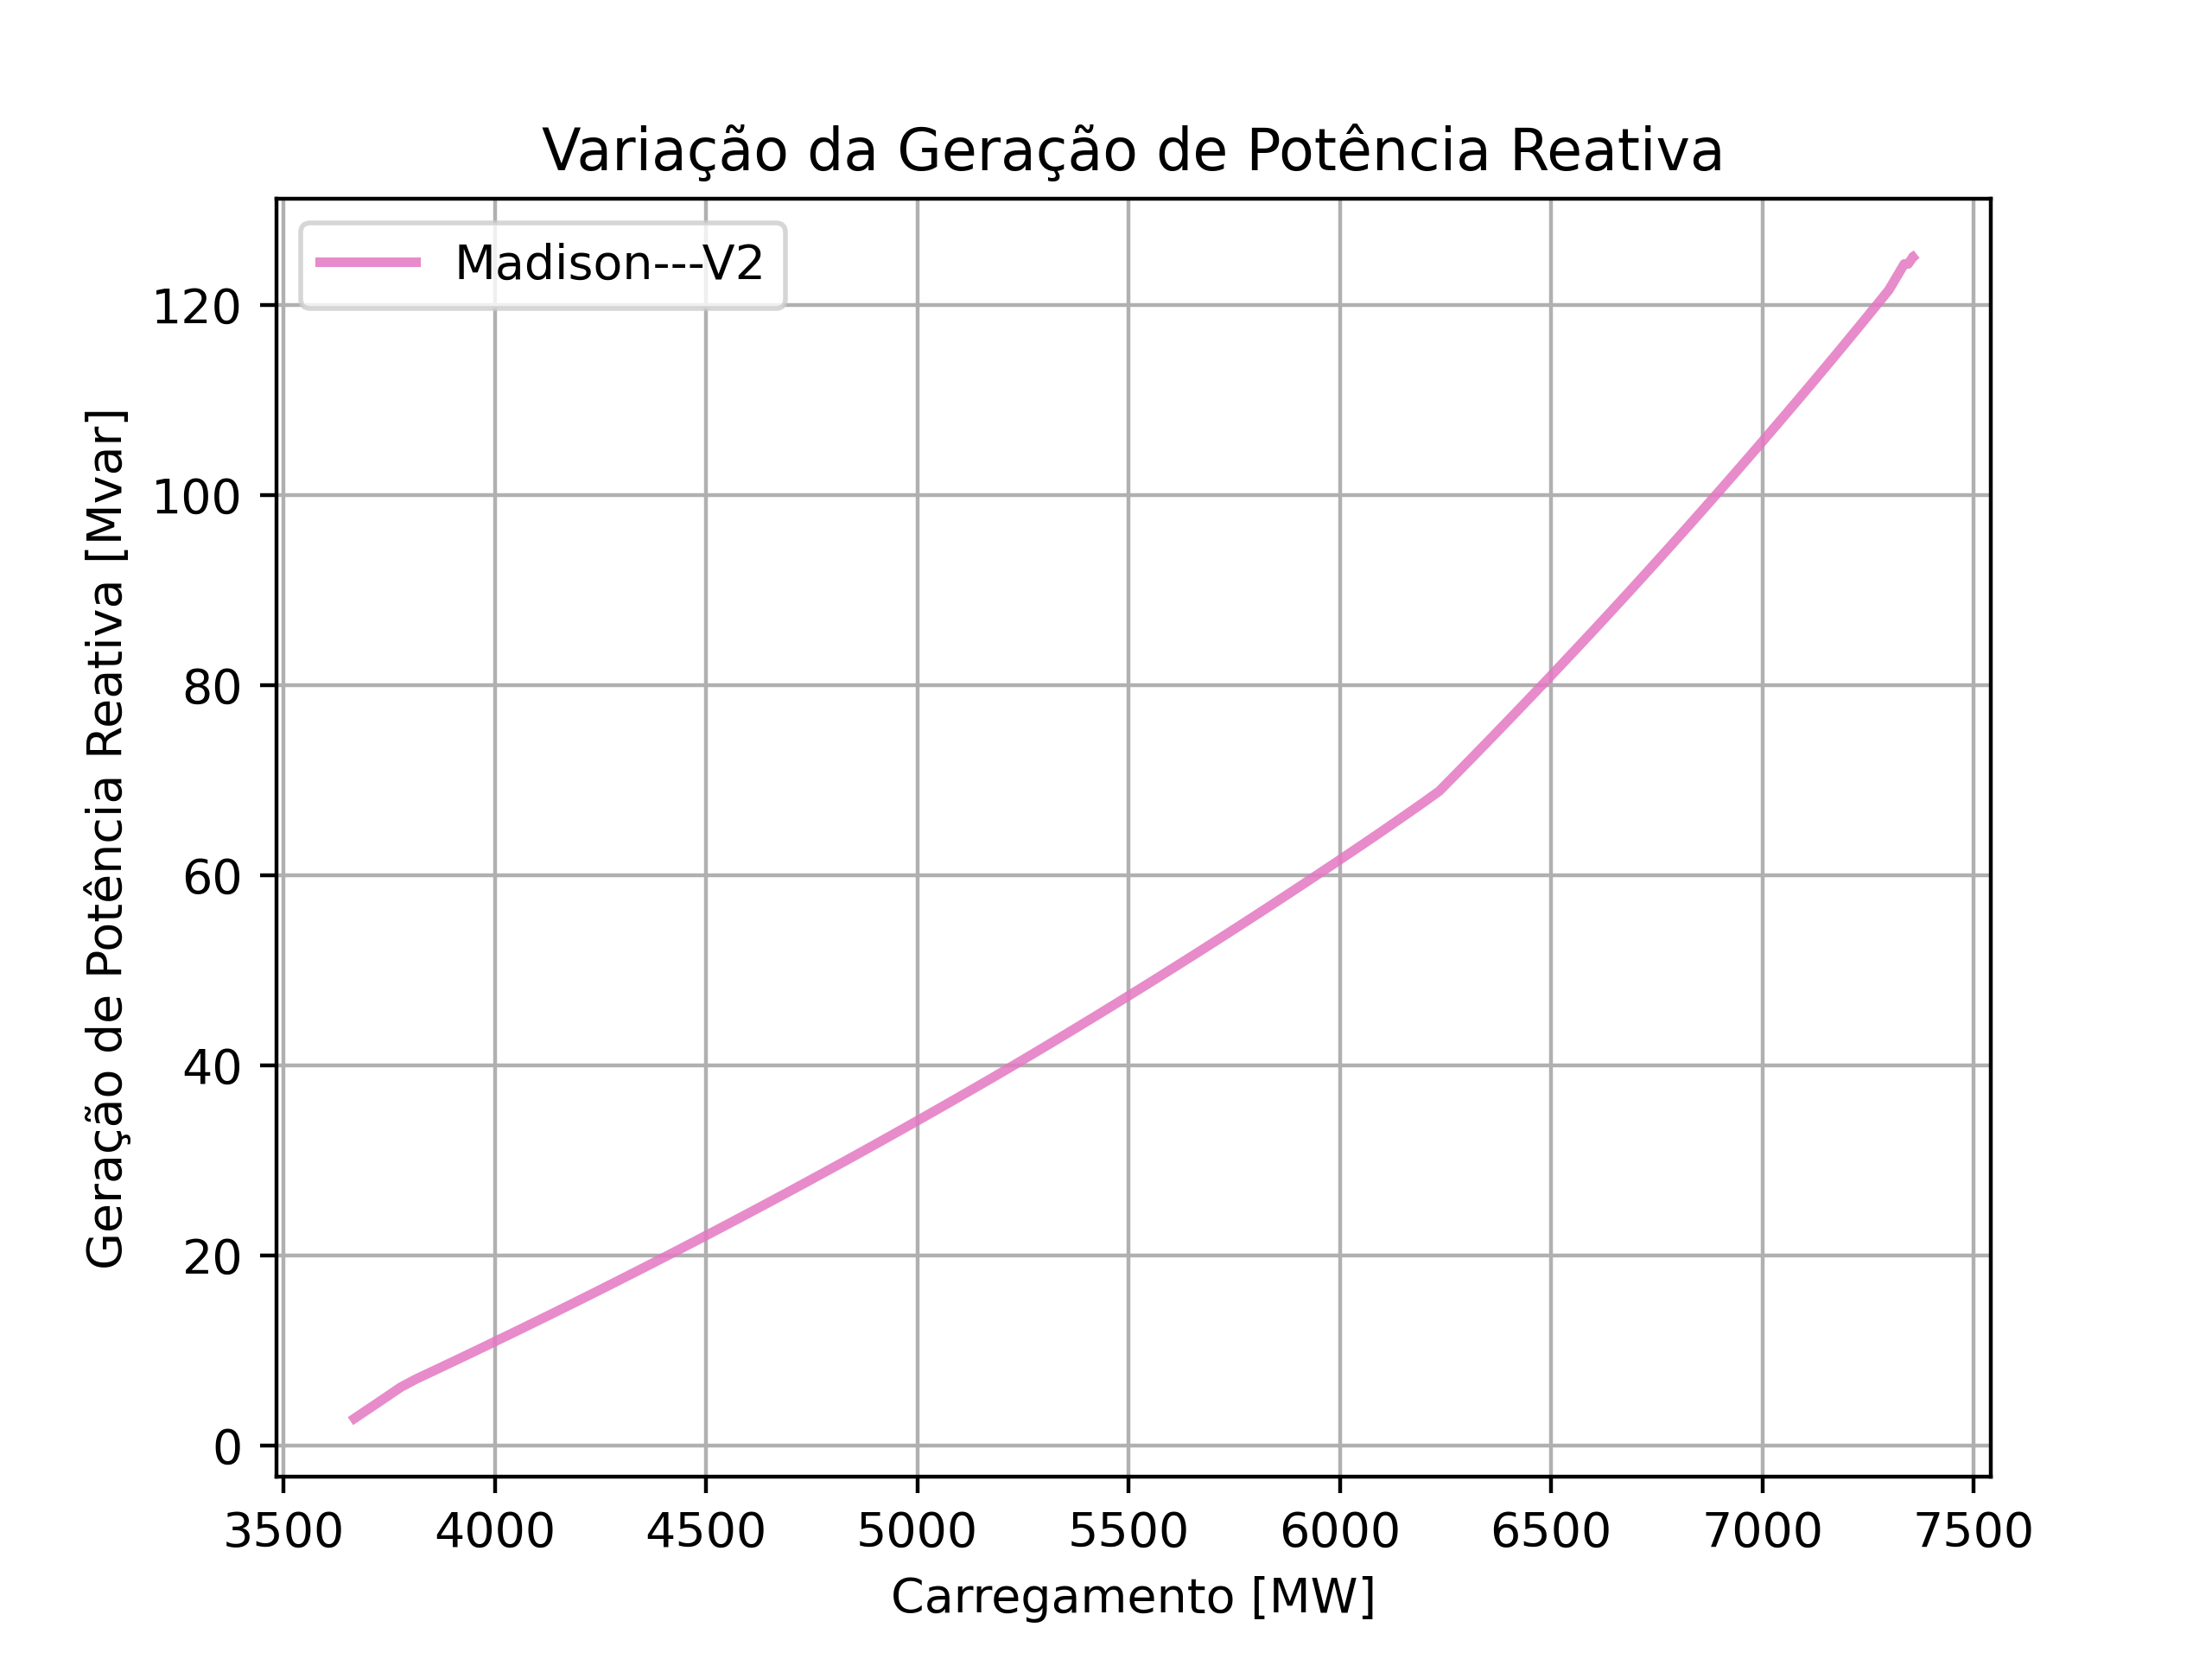 Variação da Geração de Potência Reativa
Madison---V2
Geração de Potência Reativa [Mvar]
120
100
80
60
40
20
0
3500 4000 4500 5000 5500 6000 6500 7000 7500
Carregamento [MW]